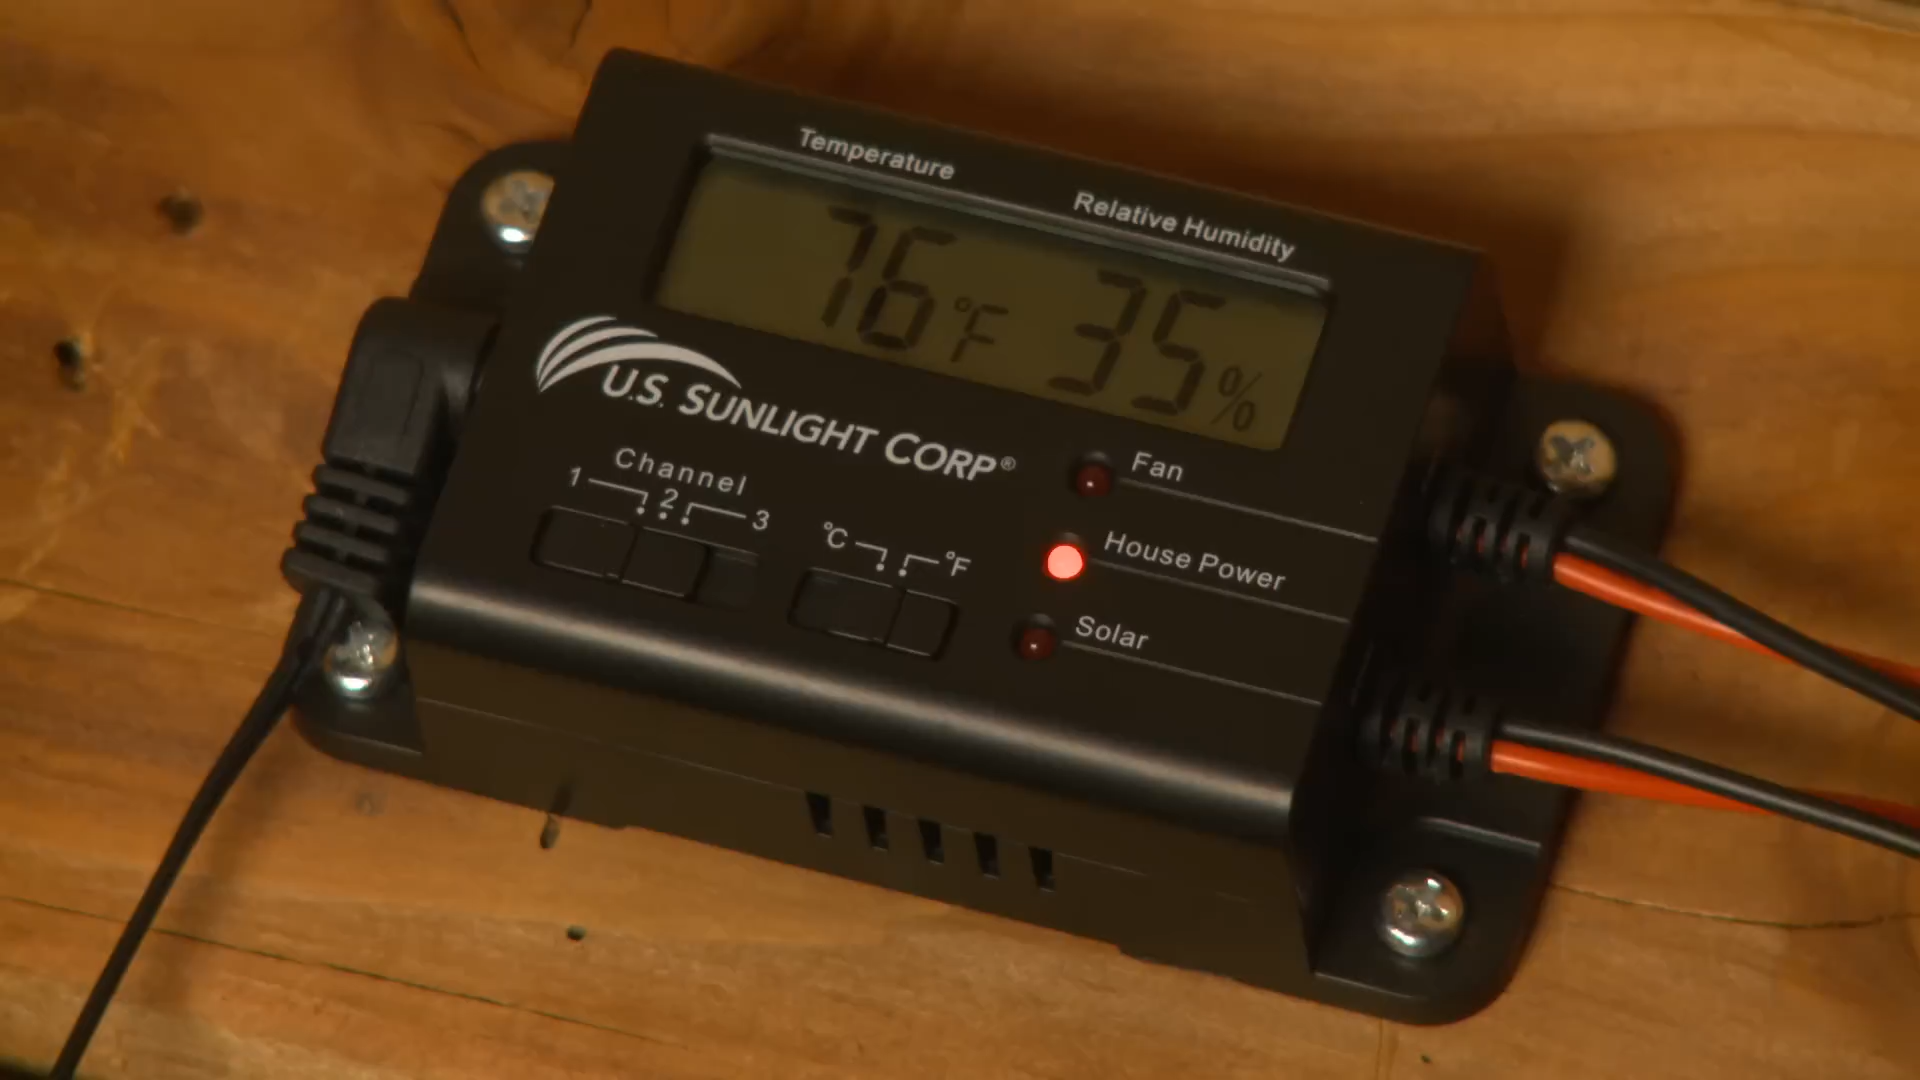 Temperature
Relative Humidity
76°F 35%
U.S. SUNLIGHT CORP®
Channel
1 2 3
°C °F
Fan
House Power
Solar